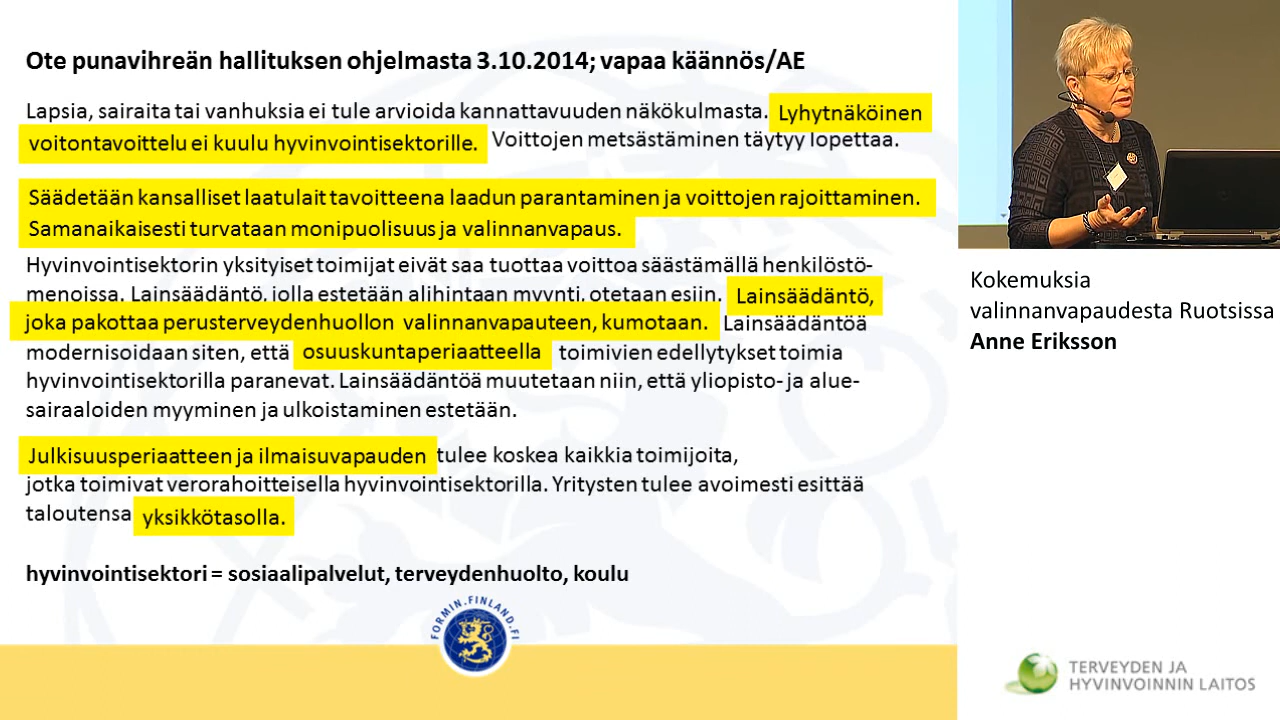 Ote punavihreän hallituksen ohjelmasta 3.10.2014; vapaa käännös/AE
Lapsia, sairaita tai vanhuksia ei tule arvioida kannattavuuden näkökulmasta. Lyhytnäköinen
voitontavoittelu ei kuulu hyvinvointisektorille. Voittojen metsästäminen täytyy lopettaa.
Säädetään kansalliset laatulait tavoitteena laadun parantaminen ja voittojen rajoittaminen.
Samanaikaisesti turvataan monipuolisuus ja valinnanvapaus.
Hyvinvointisektorin yksityiset toimijat eivät saa tuottaa voittoa säästämällä henkilöstö-
menoissa. Lainsäädäntö, jolla estetään alihintaan myynti, otetaan esiin. Lainsäädäntö,
joka pakottaa perusterveydenhuollon valinnanvapauteen, kumotaan. Lainsäädäntöä
modernisoidaan siten, että osuuskuntaperiaatteella toimivien edellytykset toimia
hyvinvointisektorilla paranevat. Lainsäädäntöä muutetaan niin, että yliopisto- ja alue-
sairaaloiden myyminen ja ulkoistaminen estetään.
Julkisuusperiaatteen ja ilmaisuvapauden tulee koskea kaikkia toimijoita,
jotka toimivat verorahoitteisella hyvinvointisektorilla. Yritysten tulee avoimesti esittää
taloutensa yksikkötasolla.
hyvinvointisektori = sosiaalipalvelut, terveydenhuolto, koulu
FORMIN.FINLAND.FI
Kokemuksia
valinnanvapaudesta Ruotsissa
Anne Eriksson
TERVEYDEN JA
HYVINVOINNIN LAITOS